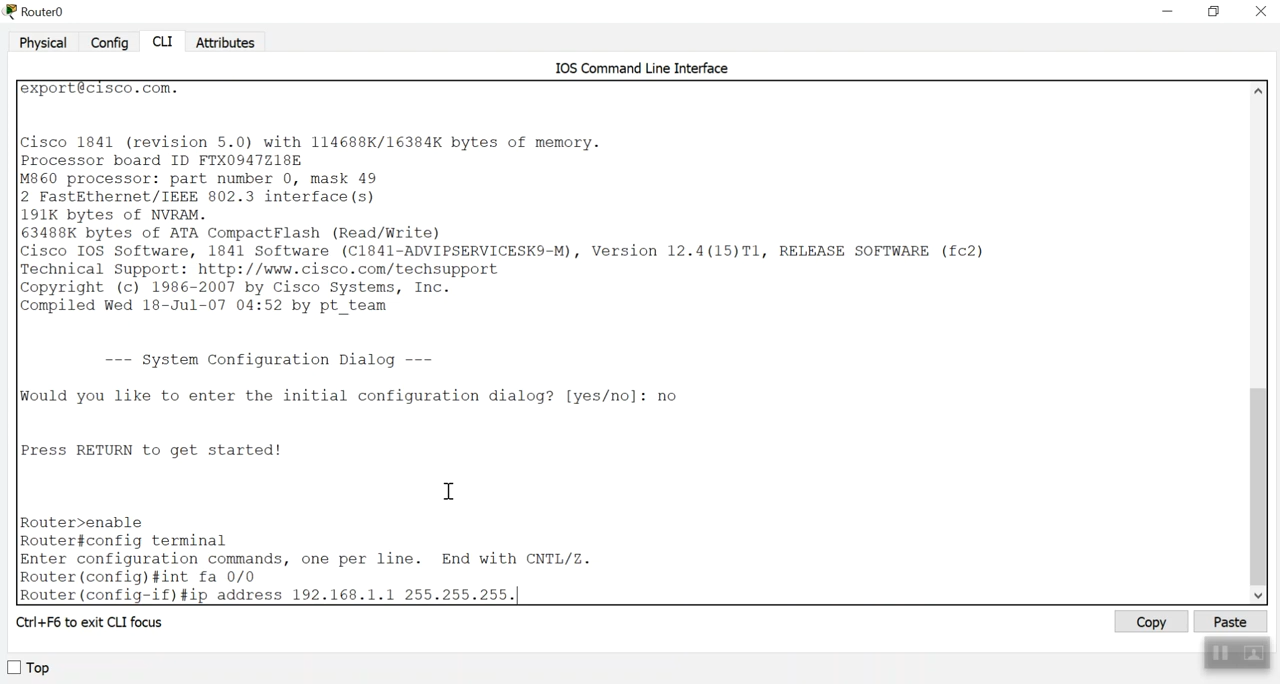 Router0
Physical Config CLI Attributes
IOS Command Line Interface
export@cisco.com.
Cisco 1841 (revision 5.0) with 114688K/16384K bytes of memory.
Processor board ID FTX0947Z18E
M860 processor: part number 0, mask 49
2 FastEthernet/IEEE 802.3 interface(s)
191K bytes of NVRAM.
63488K bytes of ATA CompactFlash (Read/Write)
Cisco IOS Software, 1841 Software (C1841-ADVIPSERVICESK9-M), Version 12.4(15)T1, RELEASE SOFTWARE (fc2)
Technical Support: http://www.cisco.com/techsupport
Copyright (c) 1986-2007 by Cisco Systems, Inc.
Compiled Wed 18-Jul-07 04:52 by pt_team
--- System Configuration Dialog ---
Would you like to enter the initial configuration dialog? [yes/no]: no
Press RETURN to get started!
Router>enable
Router#config terminal
Enter configuration commands, one per line.  End with CNTL/Z.
Router(config)#int fa 0/0
Router(config-if)#ip address 192.168.1.1 255.255.255.
Ctrl+F6 to exit CLI focus
Copy Paste
Top